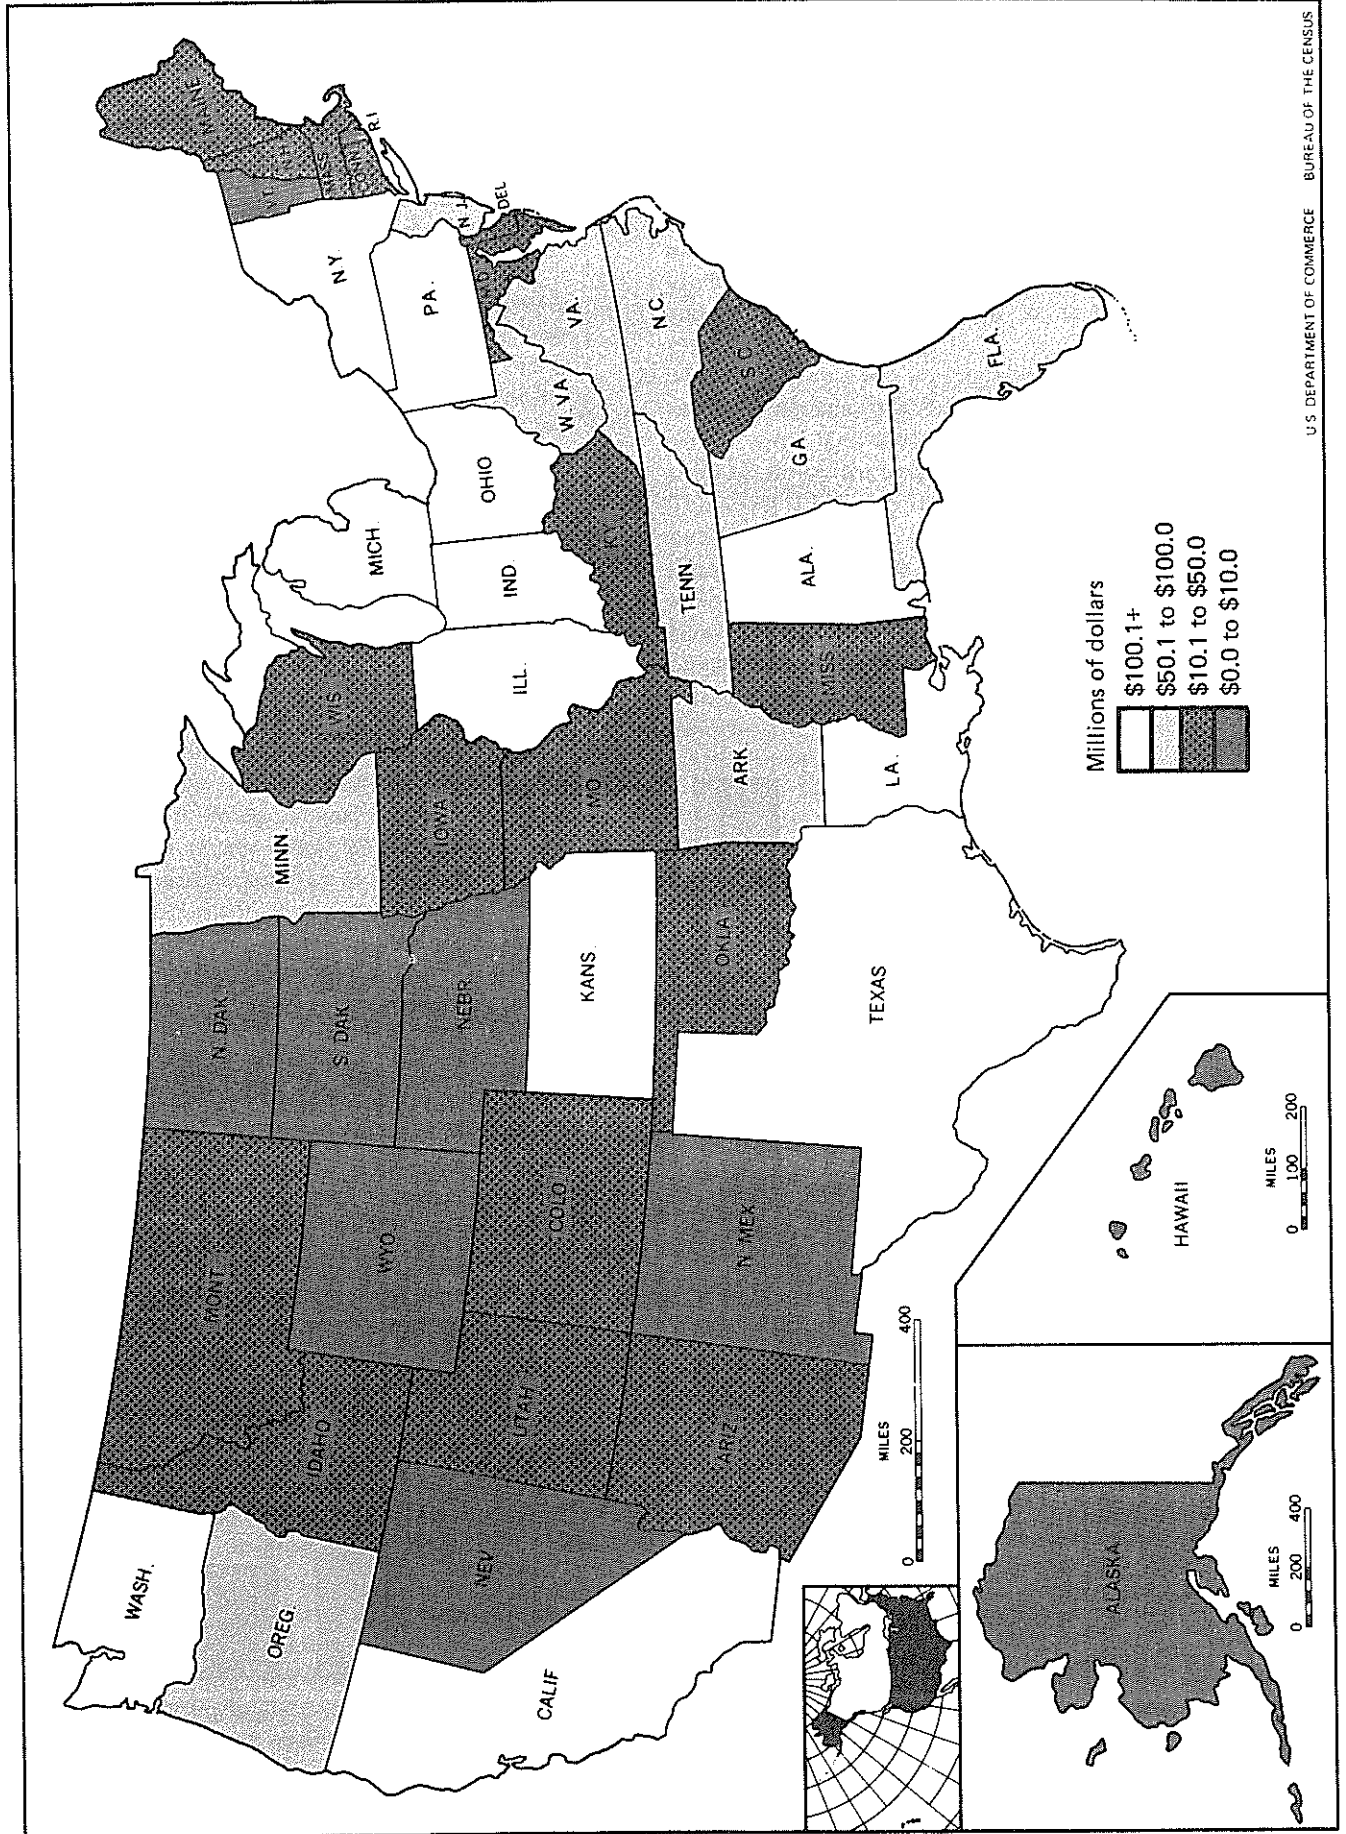 WASH.
OREG.
CALIF
NEV
IDAHO
MONT
WYO
UTAH
COLO
ARIZ
N MEX
N. DAK.
S. DAK
NEBR
KANS
OKLA
TEXAS
MINN
IOWA
MO
ARK
LA.
WIS
ILL.
MICH.
IND
OHIO
KY
TENN
MISS
ALA.
GA.
FLA.
S C
N C
VA.
W. VA
PA.
N.Y.
N J
DEL
MAINE
MASS
CONN
R I
ALASKA
HAWAII
MILES
0 200 400
MILES
0 200 400
MILES
0 100 200
Millions of dollars
$100.1+
$50.1 to $100.0
$10.1 to $50.0
$0.0 to $10.0
U S DEPARTMENT OF COMMERCE BUREAU OF THE CENSUS